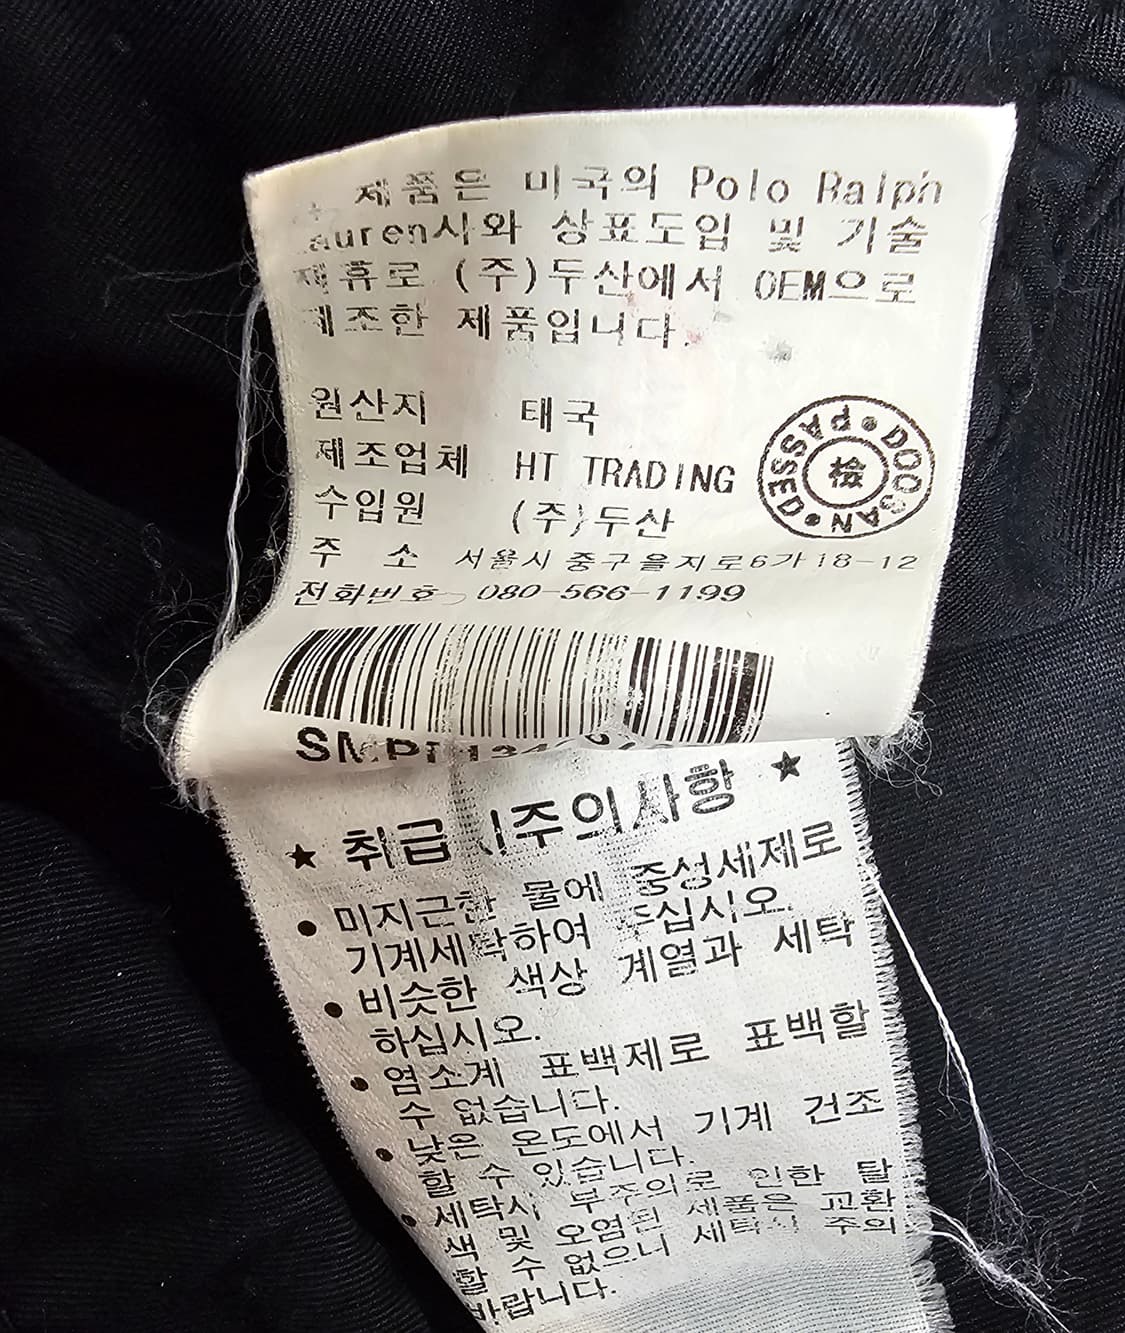 제품은 미국의 Polo Ralph
Lauren사와 상표도입 및 기술
제휴로 (주)두산에서 OEM으로
제조한 제품입니다.
원산지 태국
제조업체 HT TRADING
수입원 (주)두산
DOOSAN • PASSED •
檢
주 소 서울시 중구을지로6가18-12
전화번호 080-566-1199
★ 취급 주의사항 ★
• 미지근한 물에 중성세제로
기계세탁하여 주십시오.
• 비슷한 색상 계열과 세탁
하십시오.
• 염소계 표백제로 표백할
수 없습니다.
• 낮은 온도에서 기계 건조
할 수 있습니다.
• 세탁시 부주의로 인한 탈
색 및 오염된 제품은 교환
할 수 없으니 세탁시 주의
바랍니다.